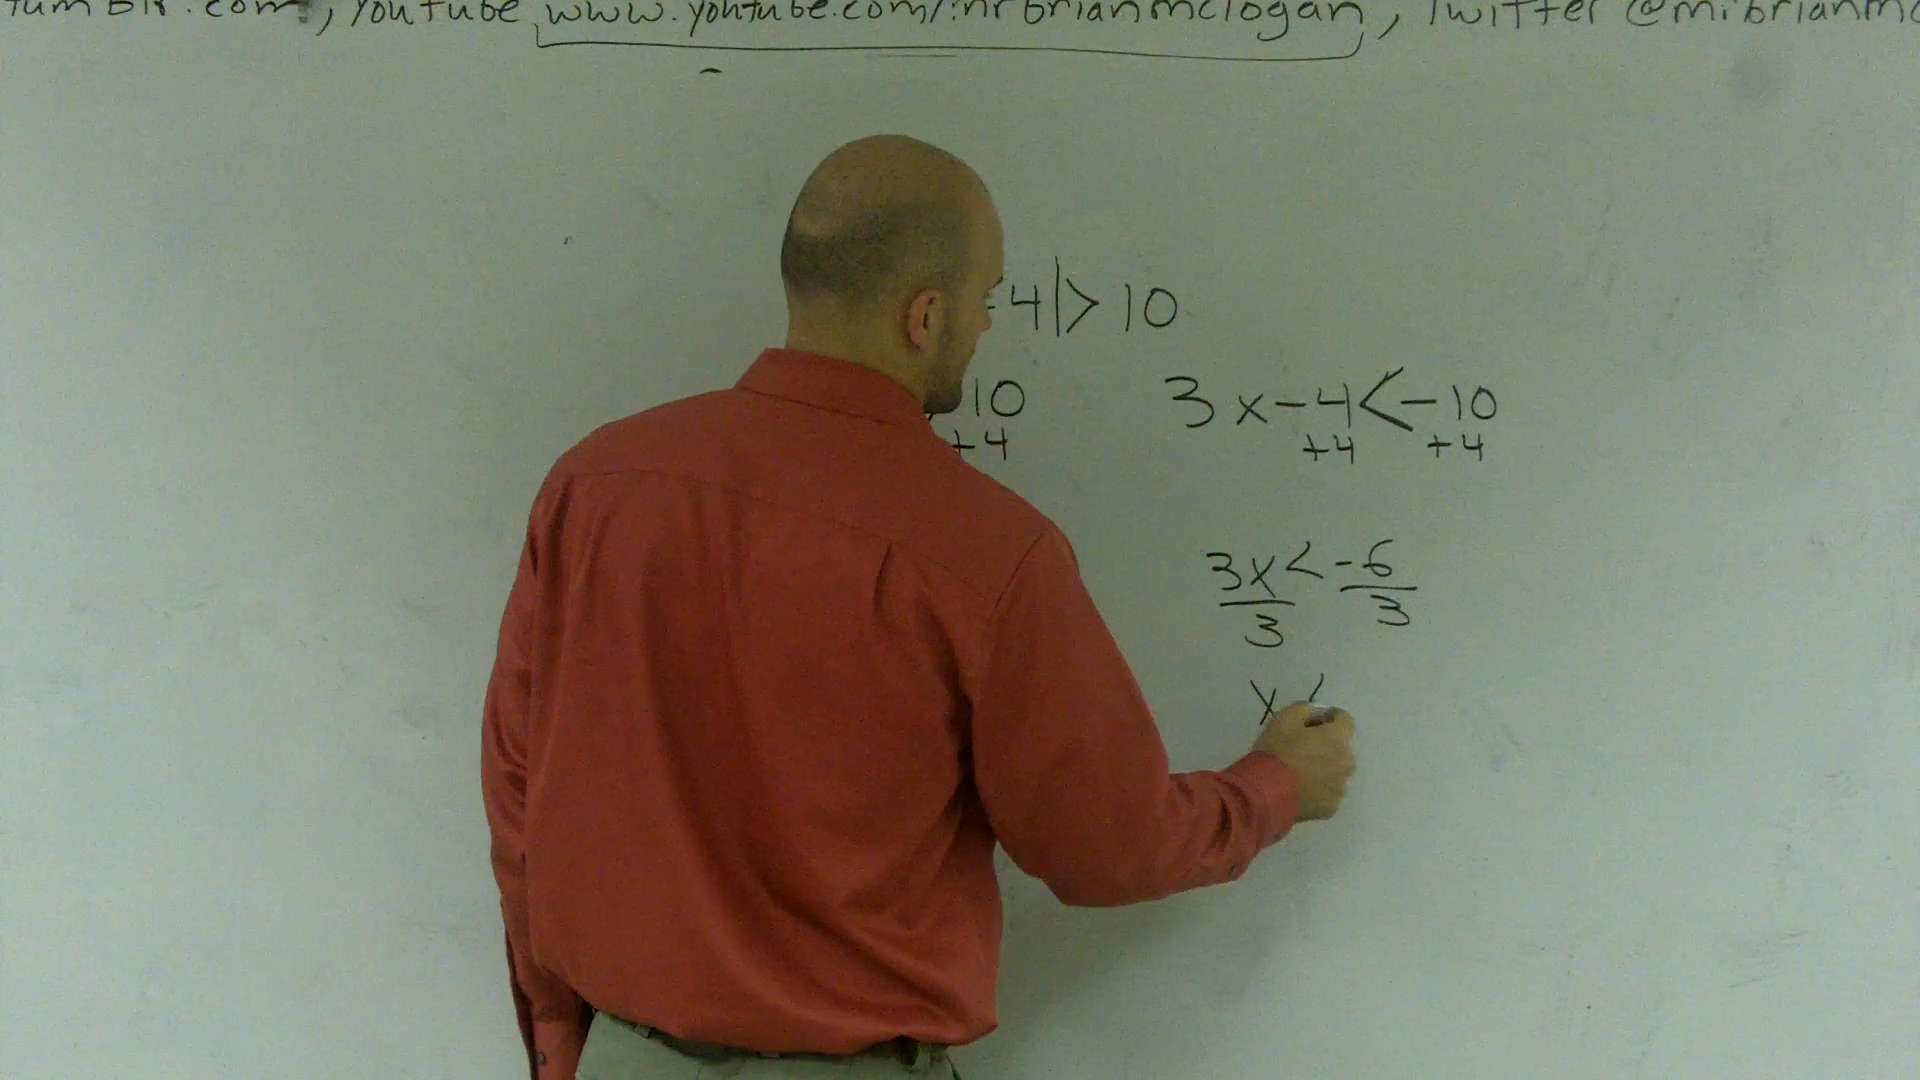 tumblr.com, Youtube www.youtube.com/mrbrianmclogan, Twitter @mrbrianmc
-4|> 10
10 3x-4<-10
+4 +4 +4
3x < -6
3 3
x <